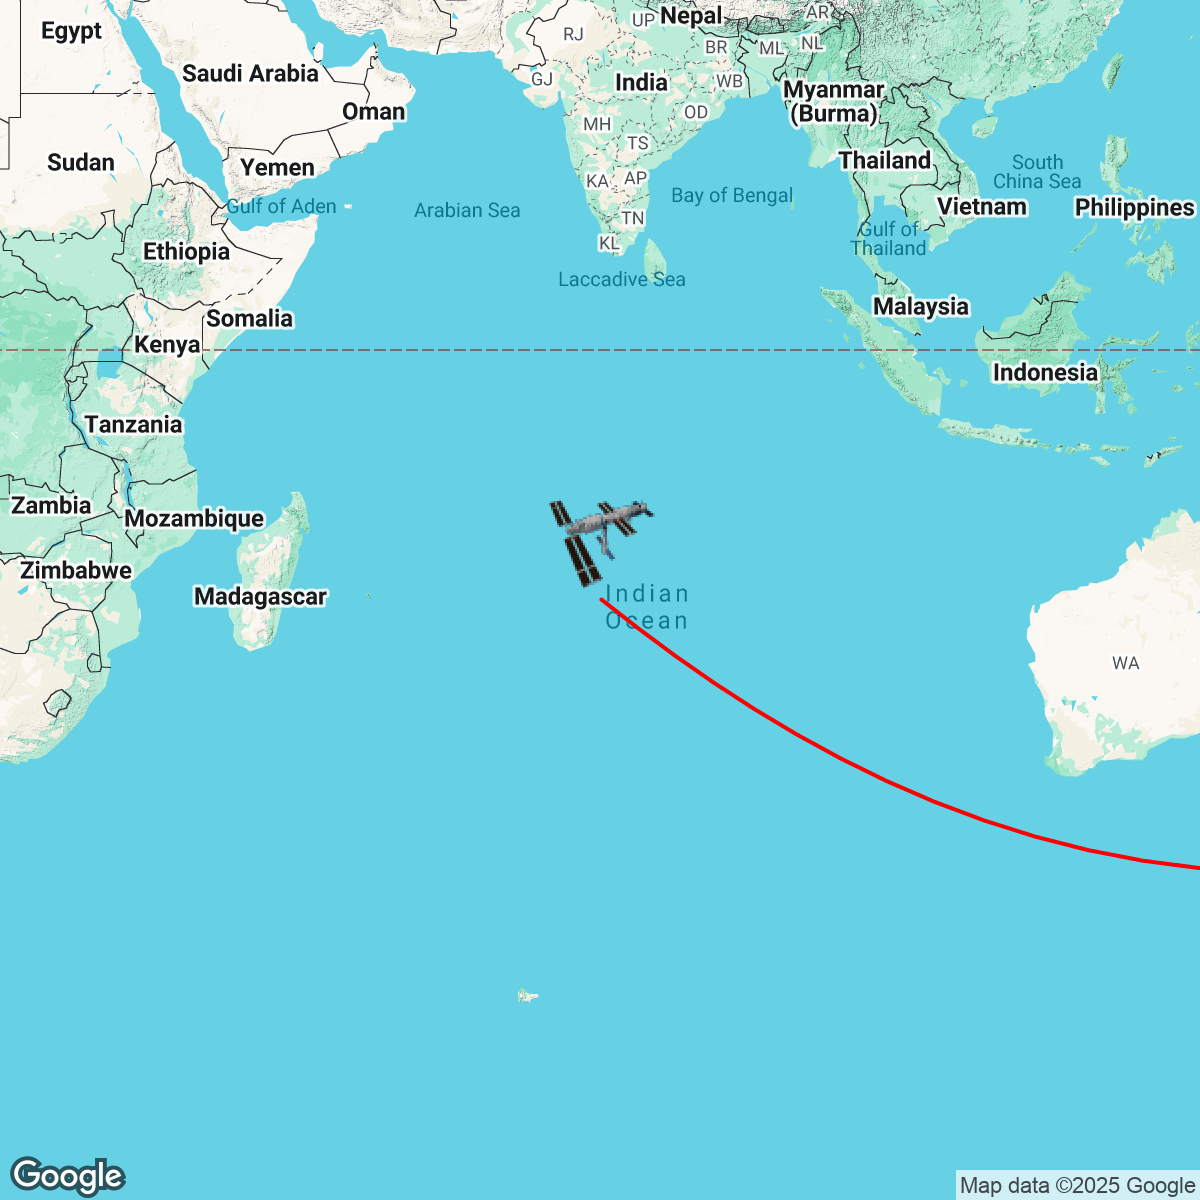 Egypt
Nepal
UP
AR
RJ
BR
ML
NL
Saudi Arabia
GJ
India
WB
Myanmar
(Burma)
Oman
MH
OD
TS
Sudan
Yemen
Thailand
South
China Sea
KA
AP
Bay of Bengal
Gulf of Aden
Arabian Sea
TN
Vietnam
Philippines
Gulf of
Thailand
Ethiopia
KL
Laccadive Sea
Malaysia
Somalia
Kenya
Indonesia
Tanzania
Zambia
Mozambique
Zimbabwe
Madagascar
Indian
Ocean
WA
Google
Map data ©2025 Google